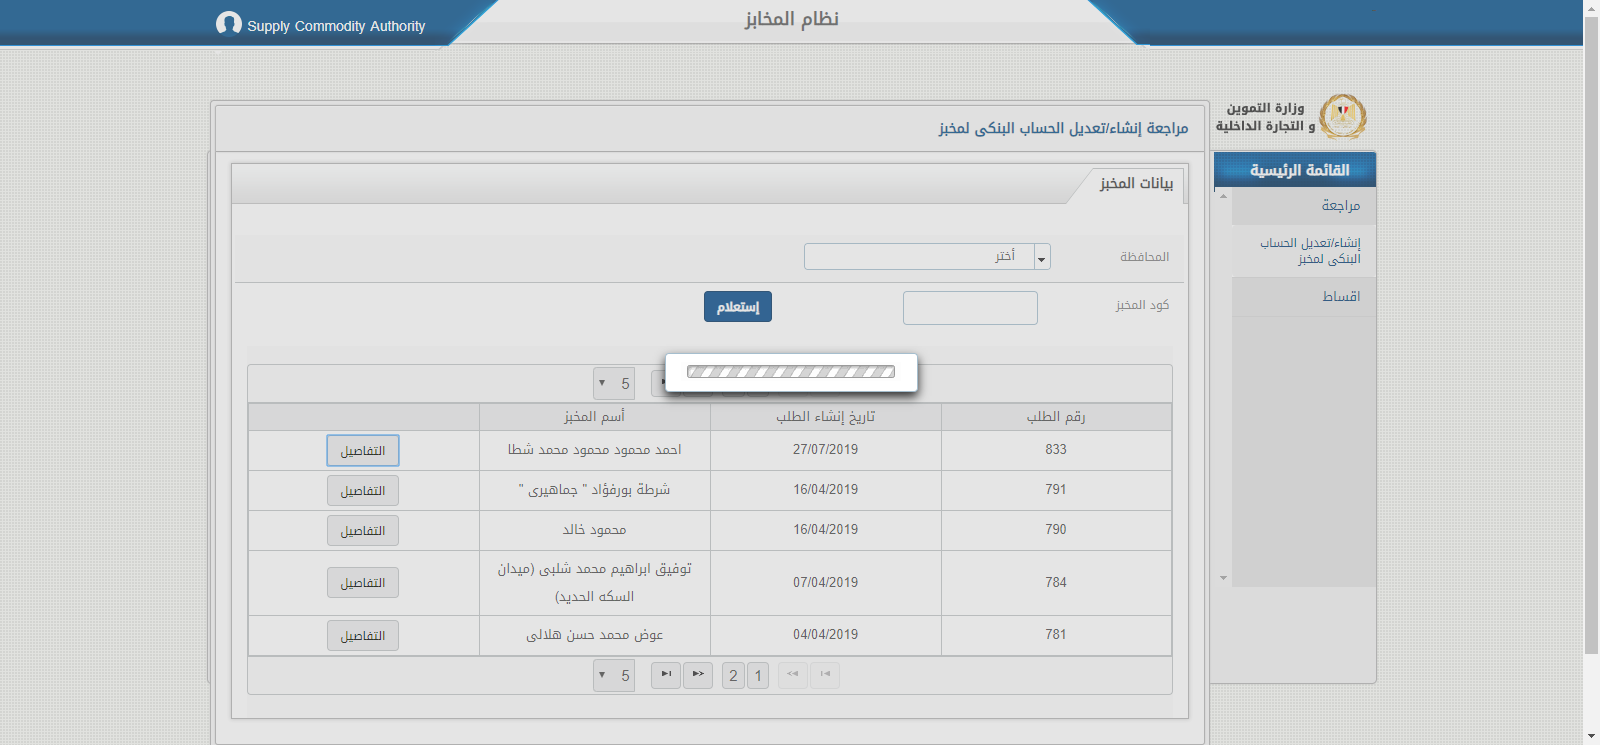 نظام المخابز
Supply Commodity Authority
وزارة التموين
و التجارة الداخلية
القائمة الرئيسية
مراجعة
إنشاء/تعديل الحساب
البنكى لمخبز
اقساط
مراجعة إنشاء/تعديل الحساب البنكى لمخبز
بيانات المخبز
المحافظة
أختر
كود المخبز
إستعلام
5
رقم الطلب تاريخ إنشاء الطلب أسم المخبز
833 27/07/2019 احمد محمود محمود محمد شطا التفاصيل
791 16/04/2019 شرطة بورفؤاد " جماهيرى " التفاصيل
790 16/04/2019 محمود خالد التفاصيل
784 07/04/2019 توفيق ابراهيم محمد شلبى (ميدان
السكه الحديد) التفاصيل
781 04/04/2019 عوض محمد حسن هلالى التفاصيل
1 2 5